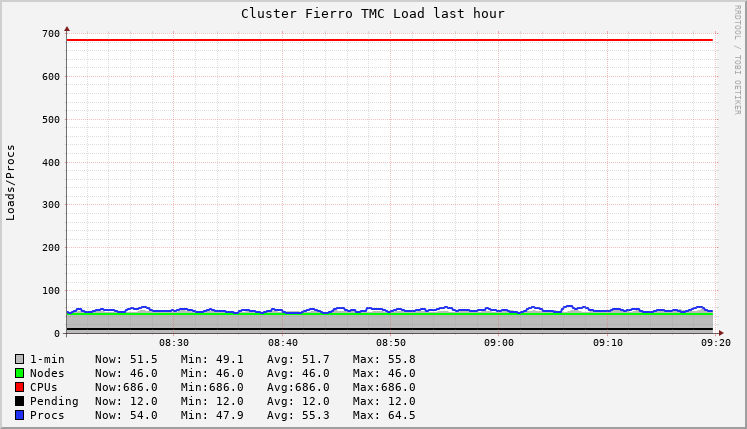 Cluster Fierro TMC Load last hour
RRDTOOL / TOBI OETIKER
Loads/Procs
700
600
500
400
300
200
100
0
08:30 08:40 08:50 09:00 09:10 09:20
1-min Now: 51.5 Min: 49.1 Avg: 51.7 Max: 55.8
Nodes Now: 46.0 Min: 46.0 Avg: 46.0 Max: 46.0
CPUs Now:686.0 Min:686.0 Avg:686.0 Max:686.0
Pending Now: 12.0 Min: 12.0 Avg: 12.0 Max: 12.0
Procs Now: 54.0 Min: 47.9 Avg: 55.3 Max: 64.5